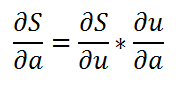 ∂S/∂a = ∂S/∂u * ∂u/∂a